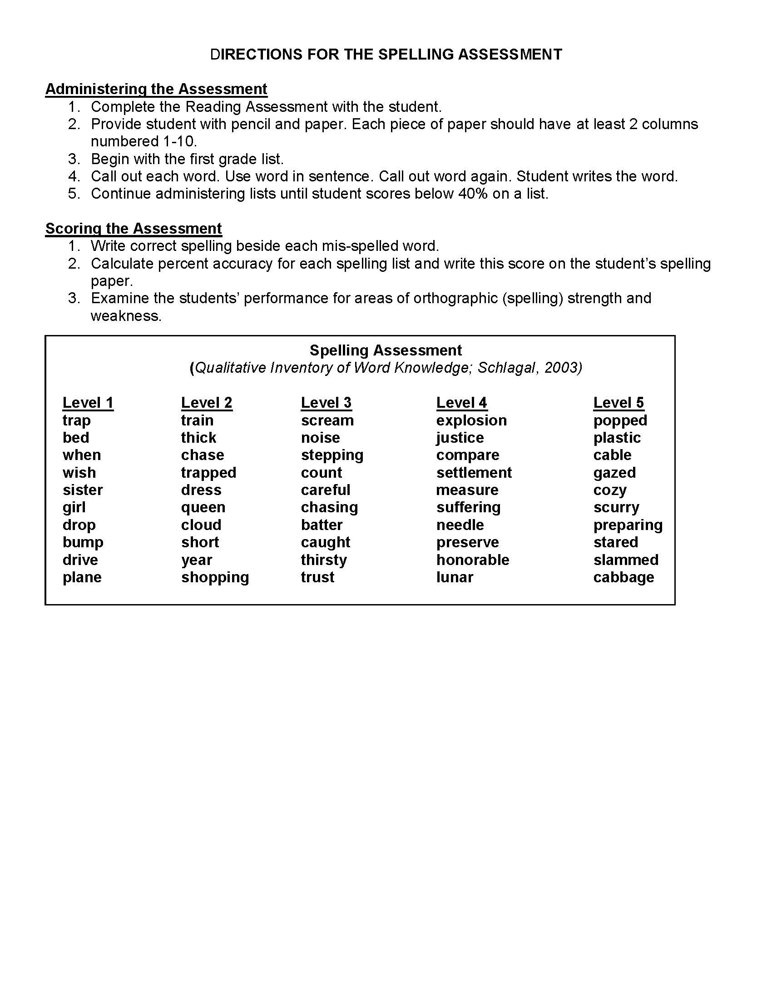 DIRECTIONS FOR THE SPELLING ASSESSMENT
Administering the Assessment
1. Complete the Reading Assessment with the student.
2. Provide student with pencil and paper. Each piece of paper should have at least 2 columns
numbered 1-10.
3. Begin with the first grade list.
4. Call out each word. Use word in sentence. Call out word again. Student writes the word.
5. Continue administering lists until student scores below 40% on a list.
Scoring the Assessment
1. Write correct spelling beside each mis-spelled word.
2. Calculate percent accuracy for each spelling list and write this score on the student’s spelling
paper.
3. Examine the students’ performance for areas of orthographic (spelling) strength and
weakness.
Spelling Assessment
(Qualitative Inventory of Word Knowledge; Schlagal, 2003)
Level 1 Level 2 Level 3 Level 4 Level 5
trap train scream explosion popped
bed thick noise justice plastic
when chase stepping compare cable
wish trapped count settlement gazed
sister dress careful measure cozy
girl queen chasing suffering scurry
drop cloud batter needle preparing
bump short caught preserve stared
drive year thirsty honorable slammed
plane shopping trust lunar cabbage